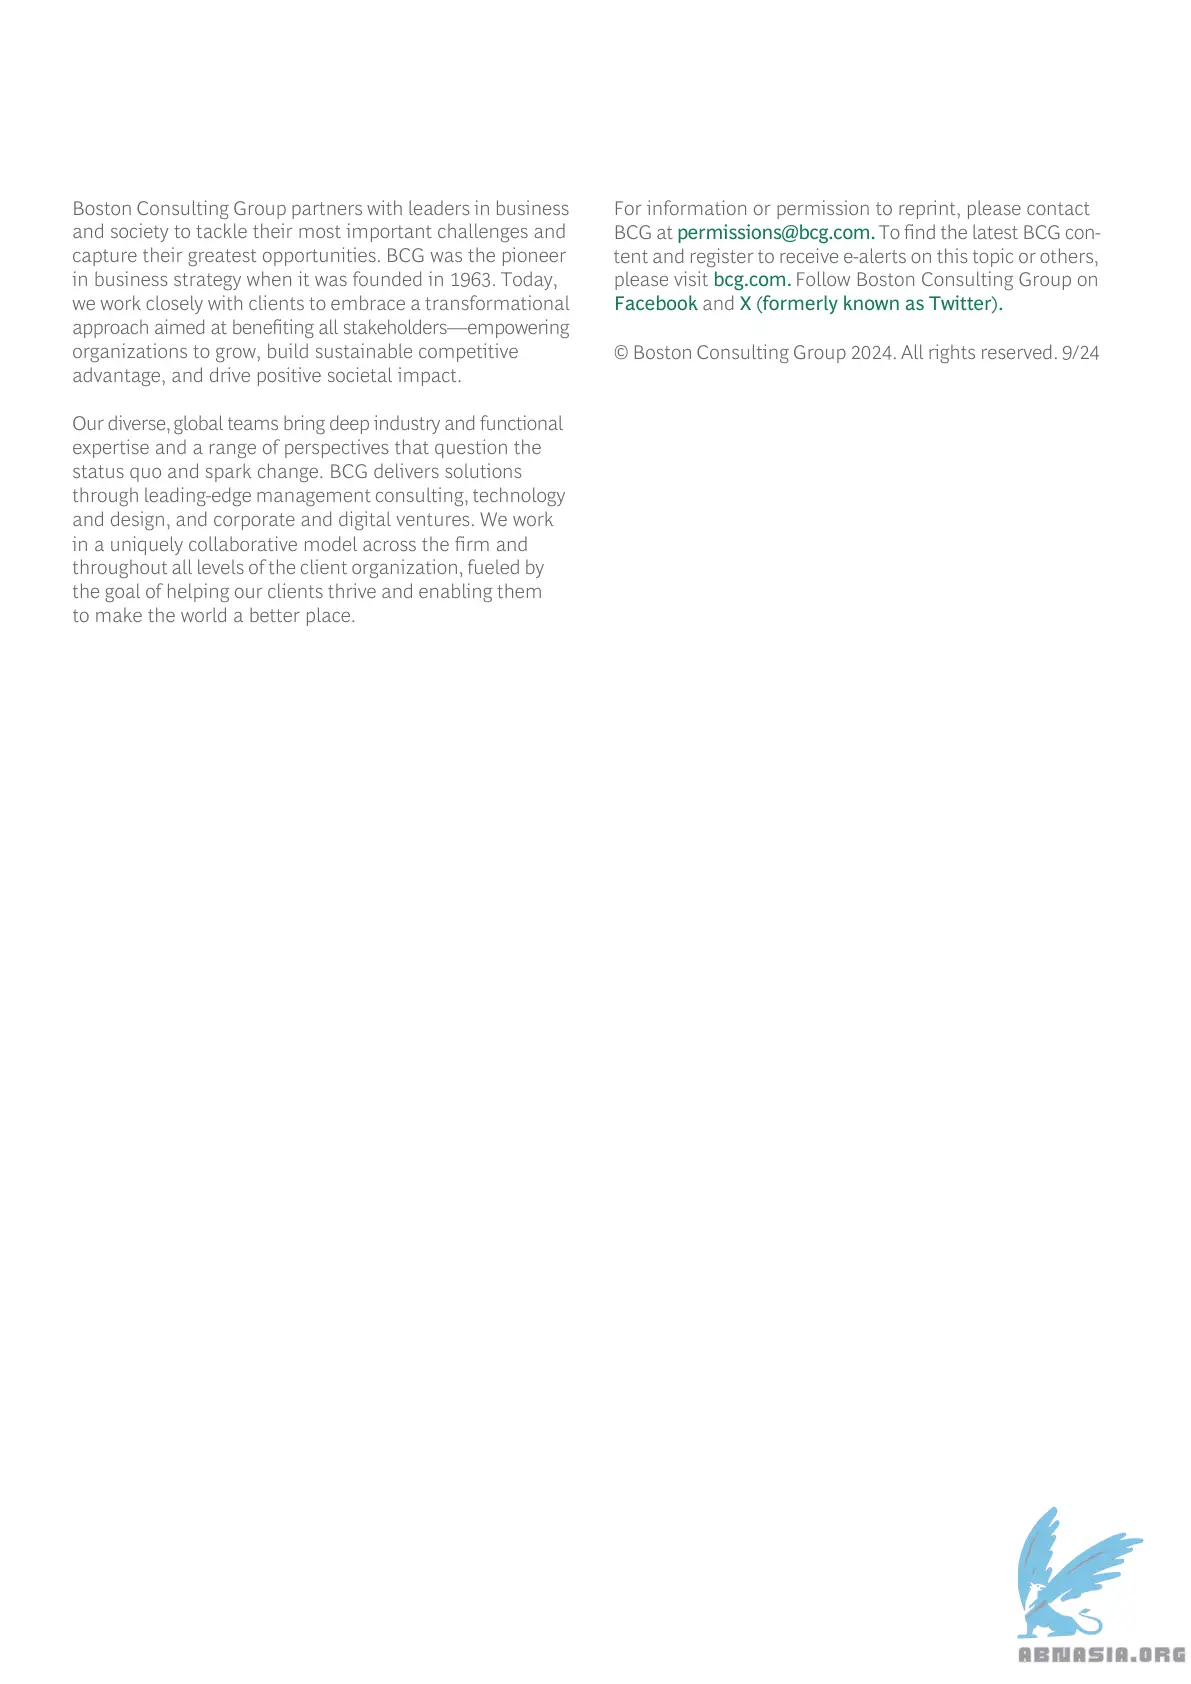 Boston Consulting Group partners with leaders in business
and society to tackle their most important challenges and
capture their greatest opportunities. BCG was the pioneer
in business strategy when it was founded in 1963. Today,
we work closely with clients to embrace a transformational
approach aimed at benefiting all stakeholders—empowering
organizations to grow, build sustainable competitive
advantage, and drive positive societal impact.
Our diverse, global teams bring deep industry and functional
expertise and a range of perspectives that question the
status quo and spark change. BCG delivers solutions
through leading-edge management consulting, technology
and design, and corporate and digital ventures. We work
in a uniquely collaborative model across the firm and
throughout all levels of the client organization, fueled by
the goal of helping our clients thrive and enabling them
to make the world a better place.
For information or permission to reprint, please contact
BCG at permissions@bcg.com. To find the latest BCG con-
tent and register to receive e-alerts on this topic or others,
please visit bcg.com. Follow Boston Consulting Group on
Facebook and X (formerly known as Twitter).
© Boston Consulting Group 2024. All rights reserved. 9/24
ABNASIA.ORG